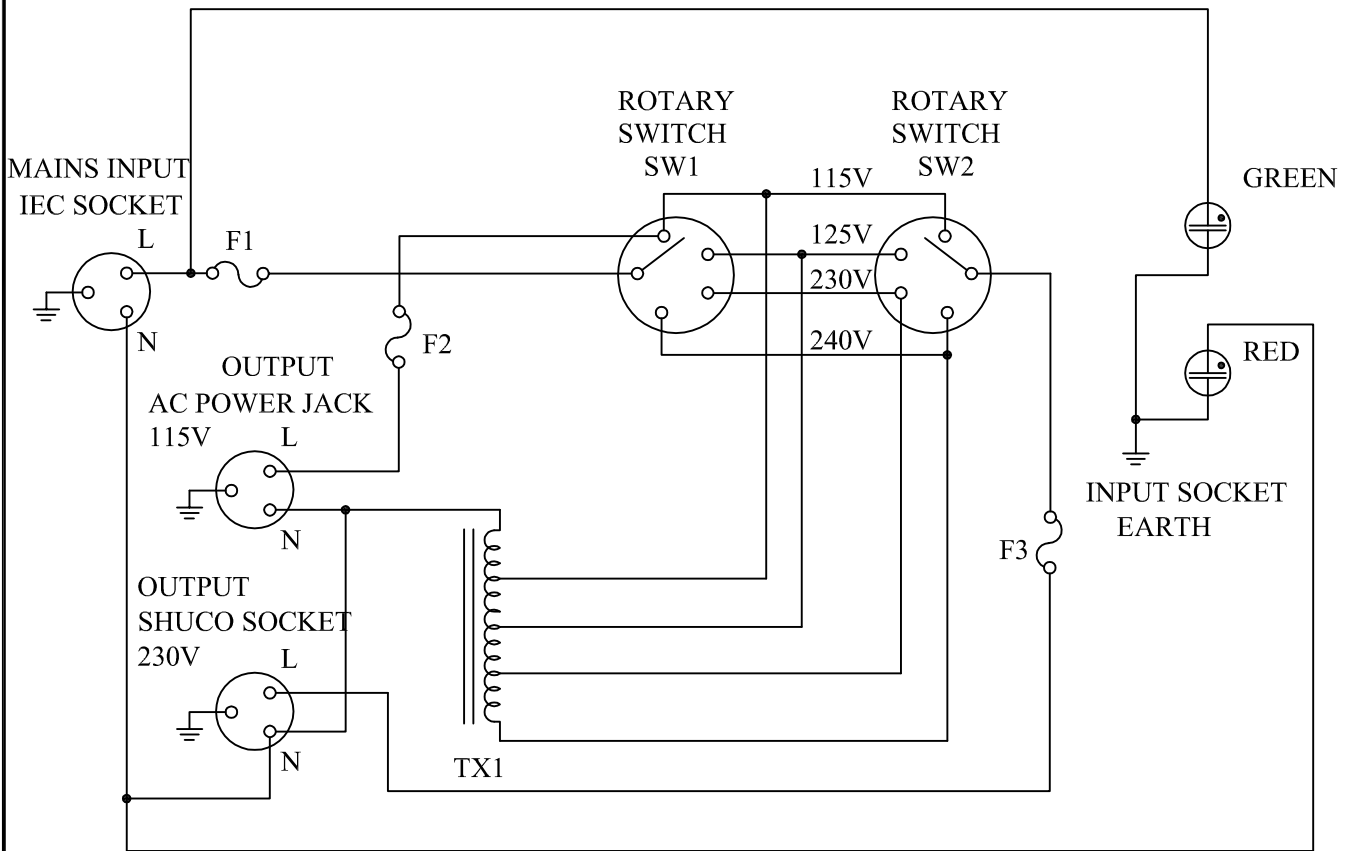 MAINS INPUT
IEC SOCKET
L
F1
N
ROTARY
SWITCH
SW1
ROTARY
SWITCH
SW2
115V
125V
230V
240V
GREEN
RED
INPUT SOCKET
EARTH
F2
OUTPUT
AC POWER JACK
115V
L
N
F3
OUTPUT
SHUCO SOCKET
230V
L
N
TX1